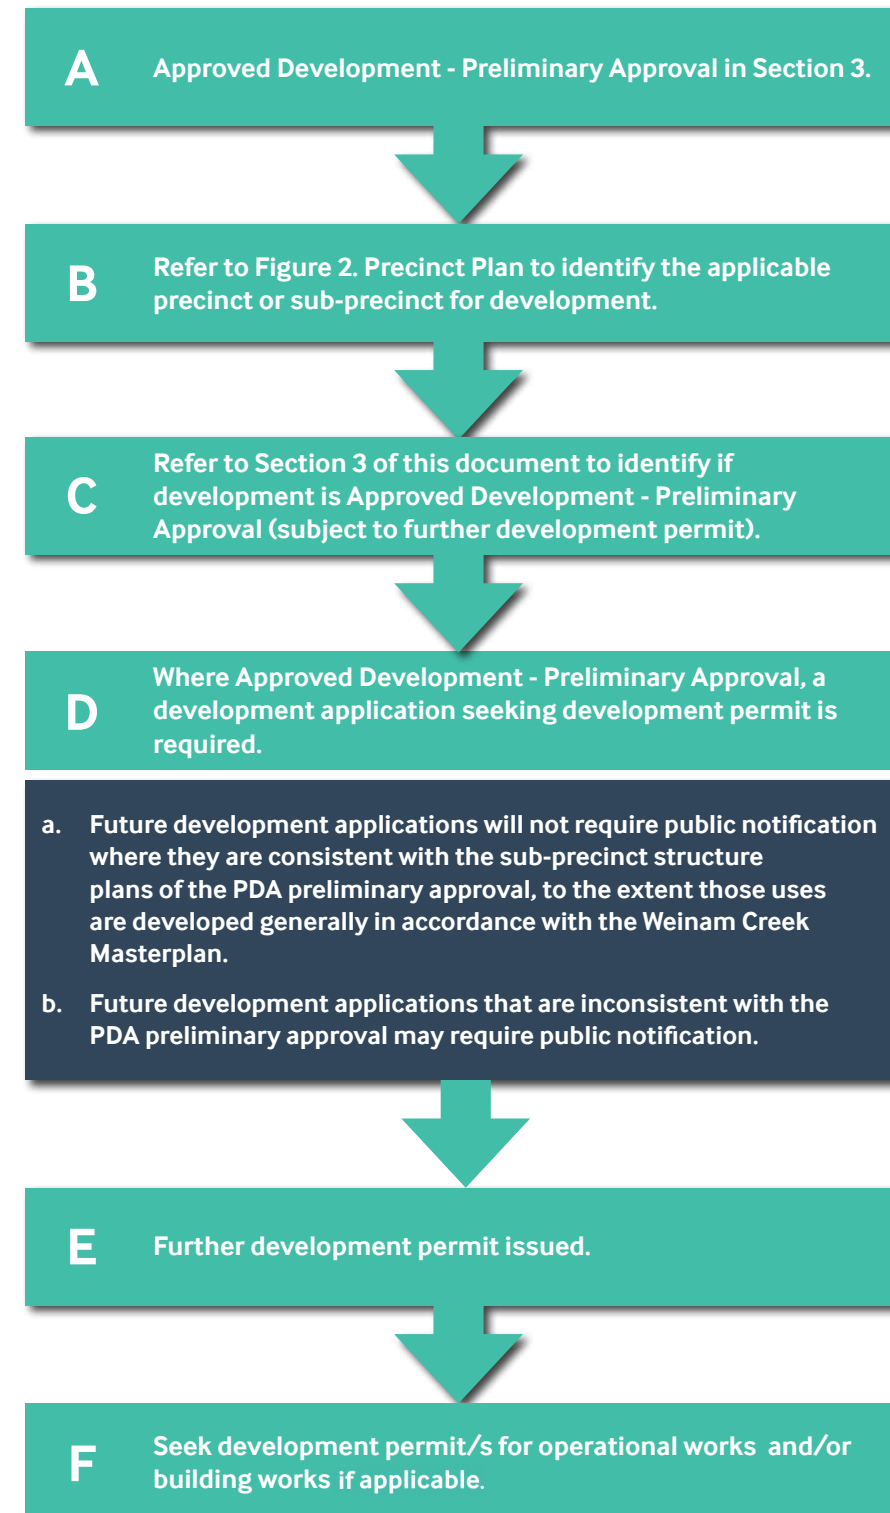 A
Approved Development - Preliminary Approval in Section 3.
B
Refer to Figure 2. Precinct Plan to identify the applicable
precinct or sub-precinct for development.
C
Refer to Section 3 of this document to identify if
development is Approved Development - Preliminary
Approval (subject to further development permit).
D
Where Approved Development - Preliminary Approval, a
development application seeking development permit is
required.
a. Future development applications will not require public notification
where they are consistent with the sub-precinct structure
plans of the PDA preliminary approval, to the extent those uses
are developed generally in accordance with the Weinam Creek
Masterplan.
b. Future development applications that are inconsistent with the
PDA preliminary approval may require public notification.
E
Further development permit issued.
F
Seek development permit/s for operational works and/or
building works if applicable.